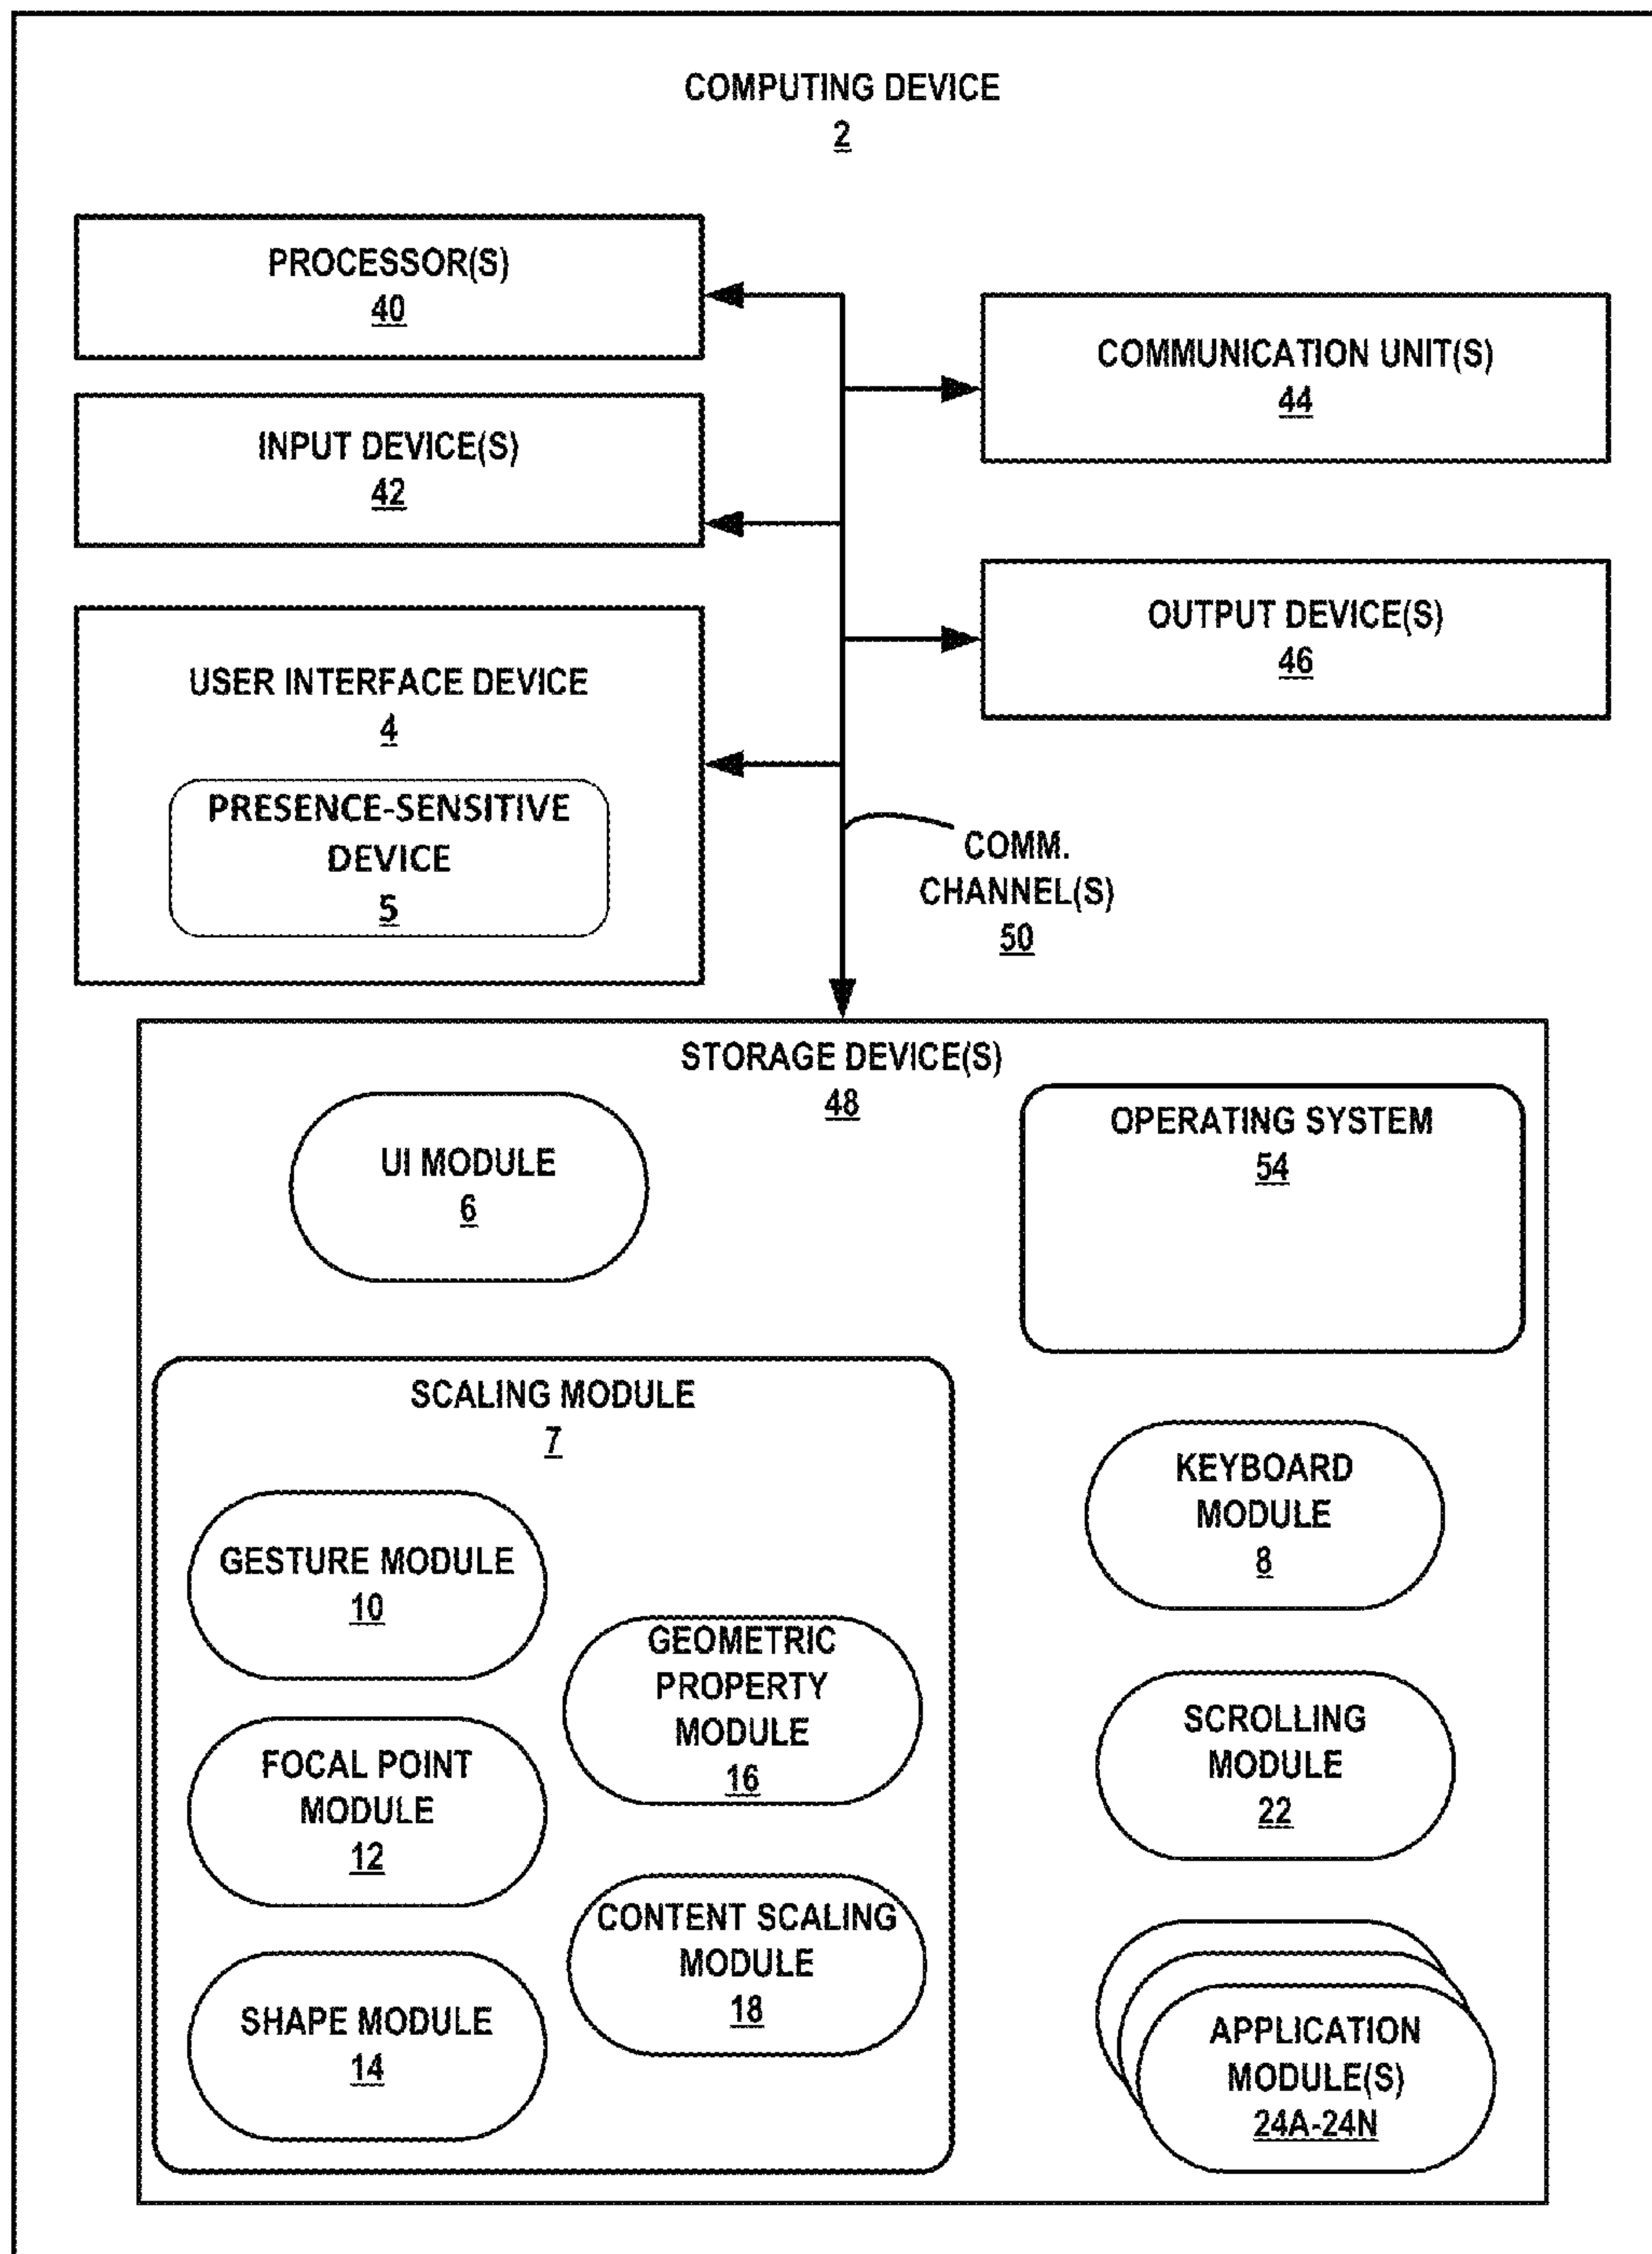 COMPUTING DEVICE
2
PROCESSOR(S)
40
COMMUNICATION UNIT(S)
44
INPUT DEVICE(S)
42
OUTPUT DEVICE(S)
46
USER INTERFACE DEVICE
4
PRESENCE-SENSITIVE
DEVICE
5
COMM.
CHANNEL(S)
50
STORAGE DEVICE(S)
48
UI MODULE
6
OPERATING SYSTEM
54
SCALING MODULE
7
GESTURE MODULE
10
FOCAL POINT
MODULE
12
SHAPE MODULE
14
GEOMETRIC
PROPERTY
MODULE
16
CONTENT SCALING
MODULE
18
KEYBOARD
MODULE
8
SCROLLING
MODULE
22
APPLICATION
MODULE(S)
24A-24N